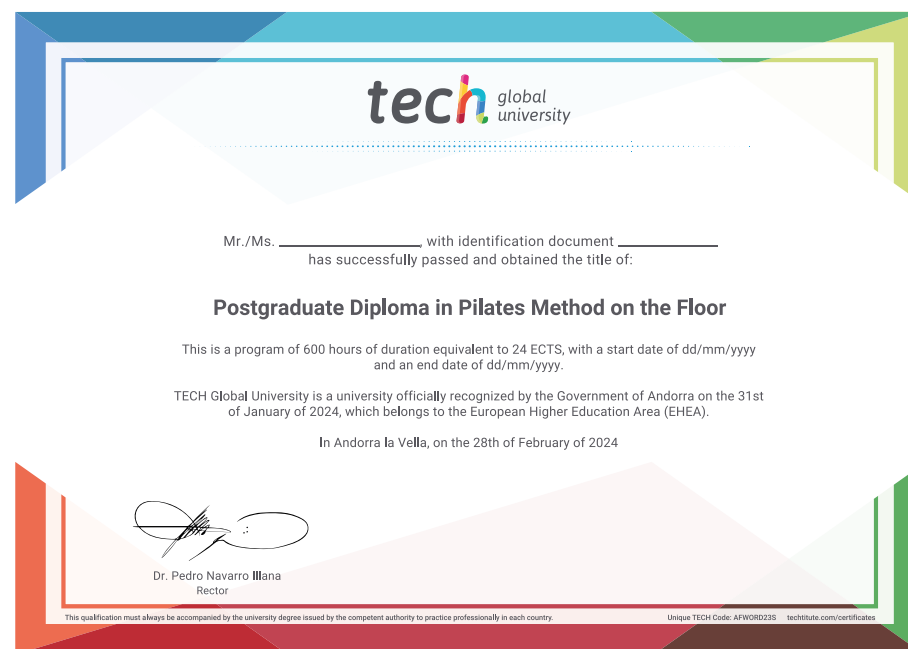 tech global
university
Mr./Ms. ____________, with identification document ____________
has successfully passed and obtained the title of:
Postgraduate Diploma in Pilates Method on the Floor
This is a program of 600 hours of duration equivalent to 24 ECTS, with a start date of dd/mm/yyyy
and an end date of dd/mm/yyyy.
TECH Global University is a university officially recognized by the Government of Andorra on the 31st
of January of 2024, which belongs to the European Higher Education Area (EHEA).
In Andorra la Vella, on the 28th of February of 2024
Dr. Pedro Navarro Illana
Rector
This qualification must always be accompanied by the university degree issued by the competent authority to practice professionally in each country.
Unique TECH Code: AFWORD23S techtitute.com/certificates